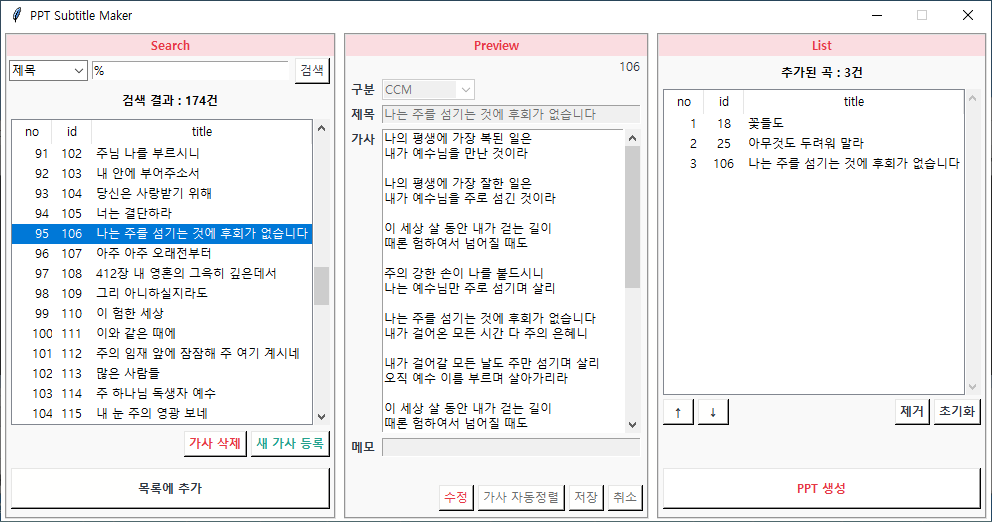 PPT Subtitle Maker
Search
제목 % 검색
검색 결과 : 174건
no id title
91 102 주님 나를 부르시니
92 103 내 안에 부어주소서
93 104 당신은 사랑받기 위해
94 105 너는 결단하라
95 106 나는 주를 섬기는 것에 후회가 없습니다
96 107 아주 아주 오래전부터
97 108 412장 내 영혼의 그윽히 깊은데서
98 109 그리 아니하실지라도
99 110 이 험한 세상
100 111 이와 같은 때에
101 112 주의 임재 앞에 잠잠해 주 여기 계시네
102 113 많은 사람들
103 114 주 하나님 독생자 예수
104 115 내 눈 주의 영광 보네
가사 삭제 새 가사 등록
목록에 추가
Preview
106
구분 CCM
제목 나는 주를 섬기는 것에 후회가 없습니다
가사
나의 평생에 가장 복된 일은
내가 예수님을 만난 것이라
나의 평생에 가장 잘한 일은
내가 예수님을 주로 섬긴 것이라
이 세상 살 동안 내가 걷는 길이
때론 험하여서 넘어질 때도
주의 강한 손이 나를 붙드시니
나는 예수님만 주로 섬기며 살리
나는 주를 섬기는 것에 후회가 없습니다
내가 걸어온 모든 시간 다 주의 은혜니
내가 걸어갈 모든 날도 주만 섬기며 살리
오직 예수 이름 부르며 살아가리라
이 세상 살 동안 내가 걷는 길이
때론 험하여서 넘어질 때도
메모
수정 가사 자동정렬 저장 취소
List
추가된 곡 : 3건
no id title
1 18 꽃들도
2 25 아무것도 두려워 말라
3 106 나는 주를 섬기는 것에 후회가 없습니다
↑ ↓ 제거 초기화
PPT 생성